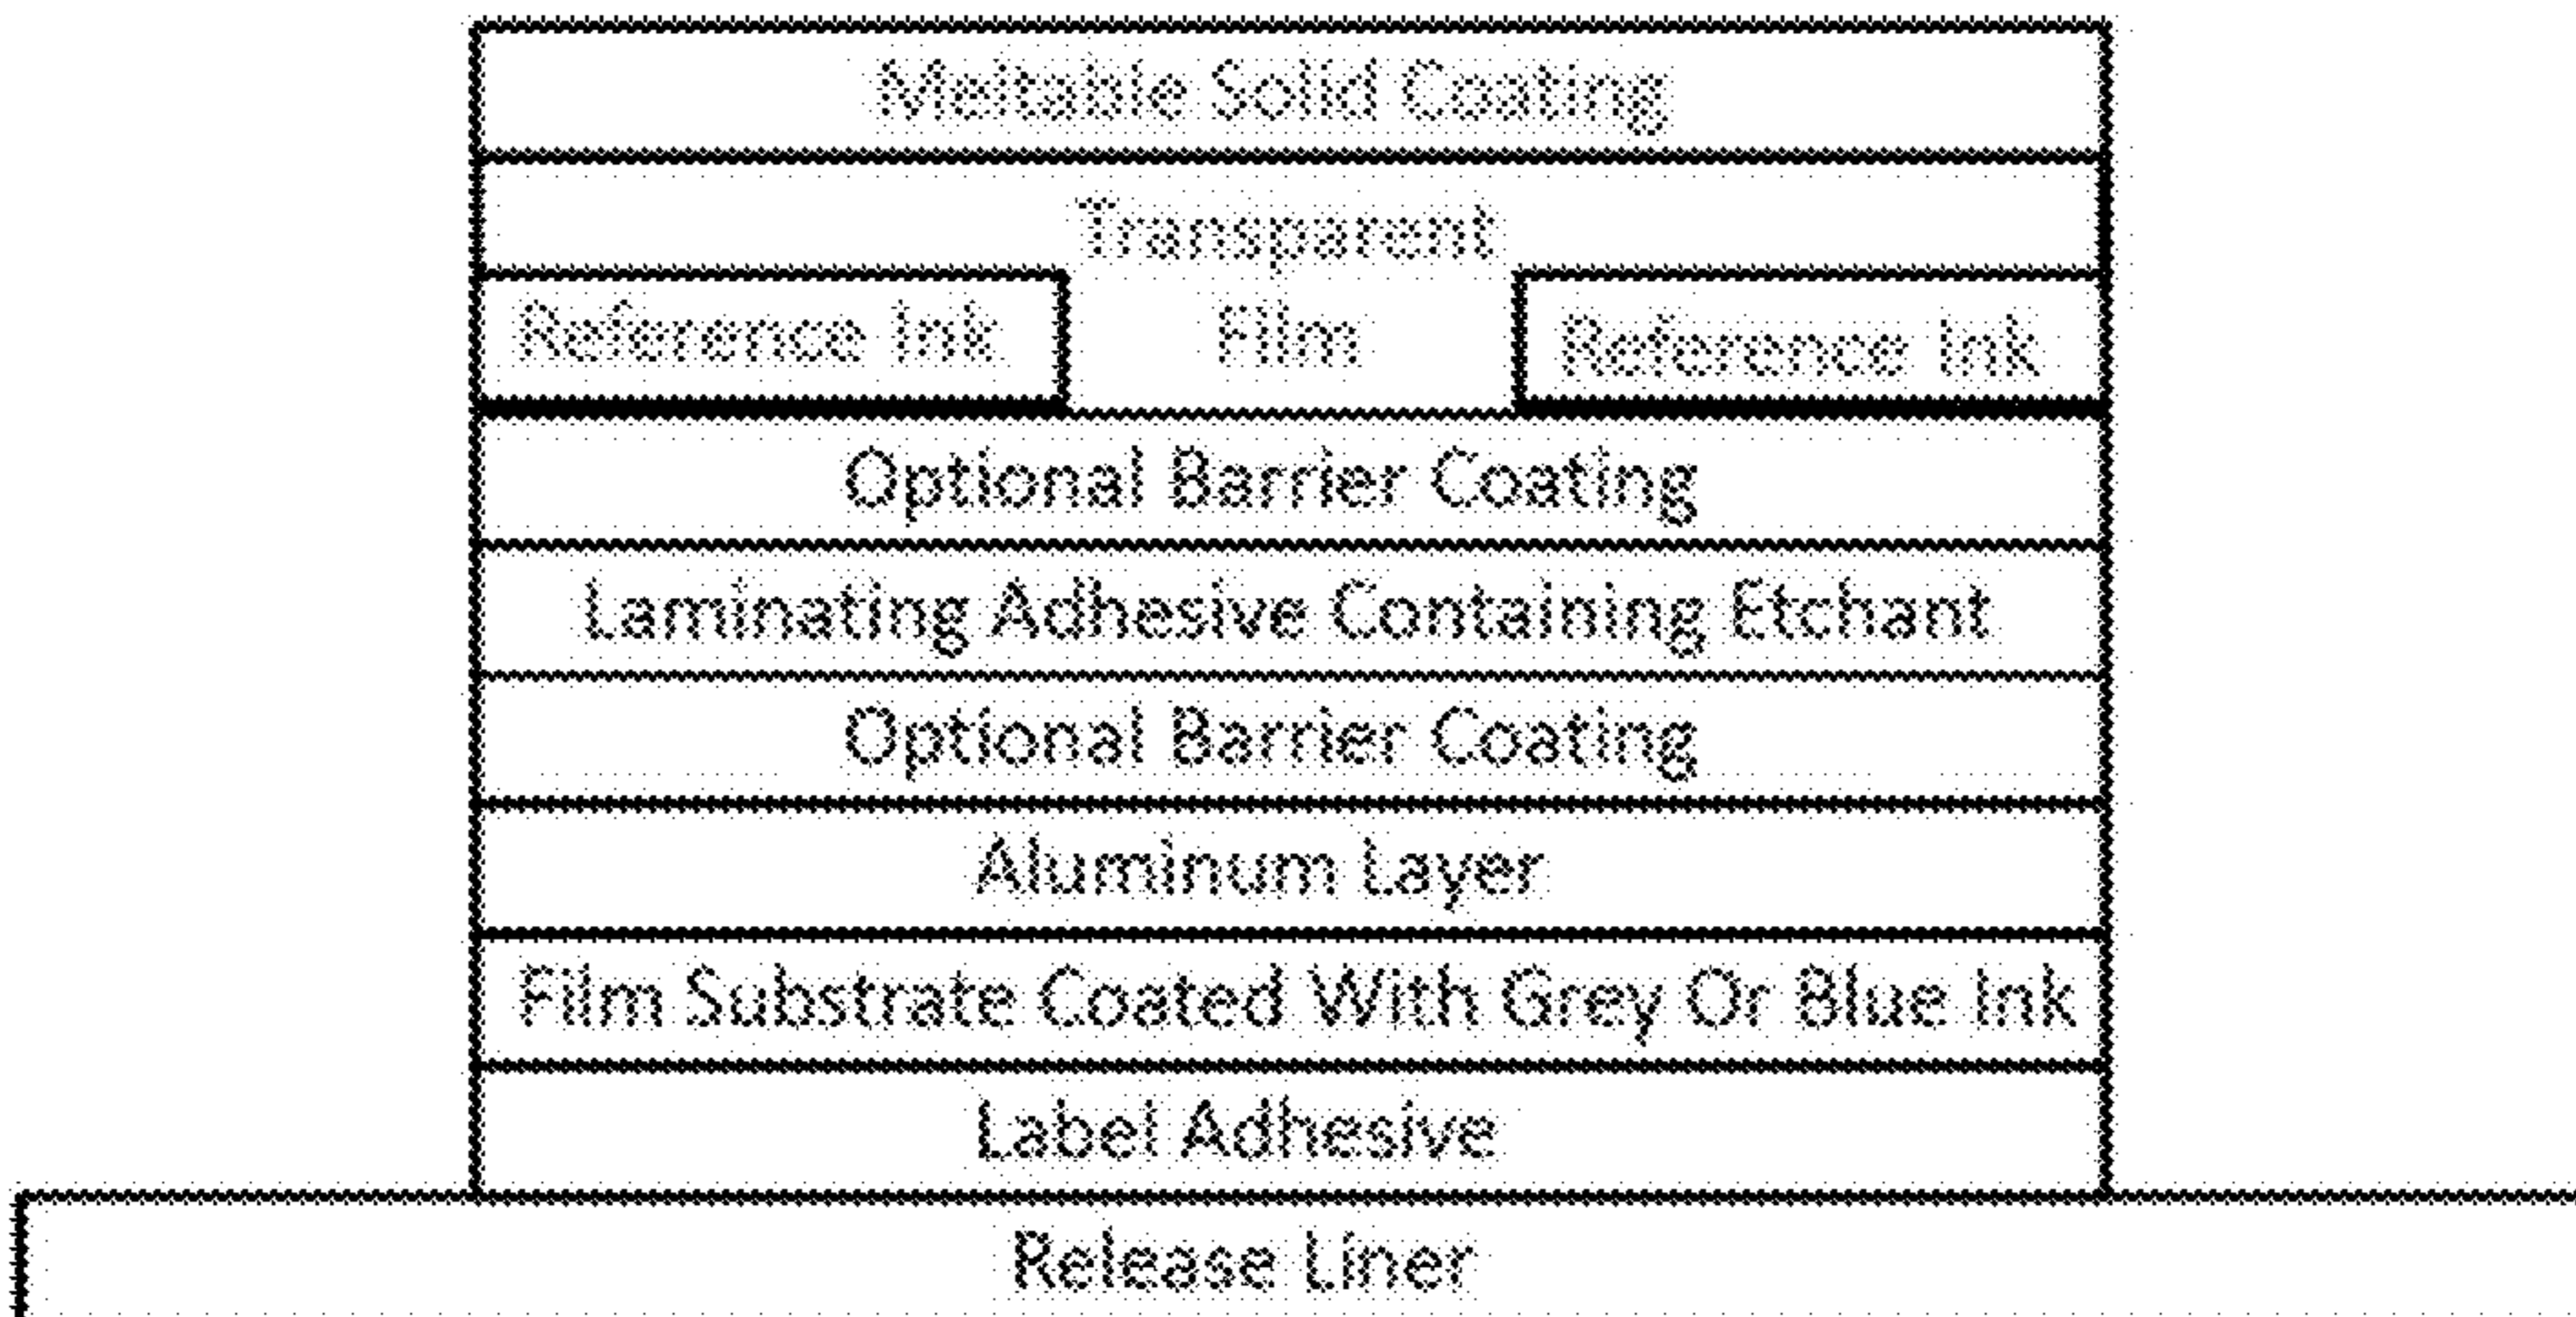 Meltable Solid Coating
Transparent
Reference Ink Film Reference Ink
Optional Barrier Coating
Laminating Adhesive Containing Etchant
Optional Barrier Coating
Aluminum Layer
Film Substrate Coated With Grey Or Blue Ink
Label Adhesive
Release Liner